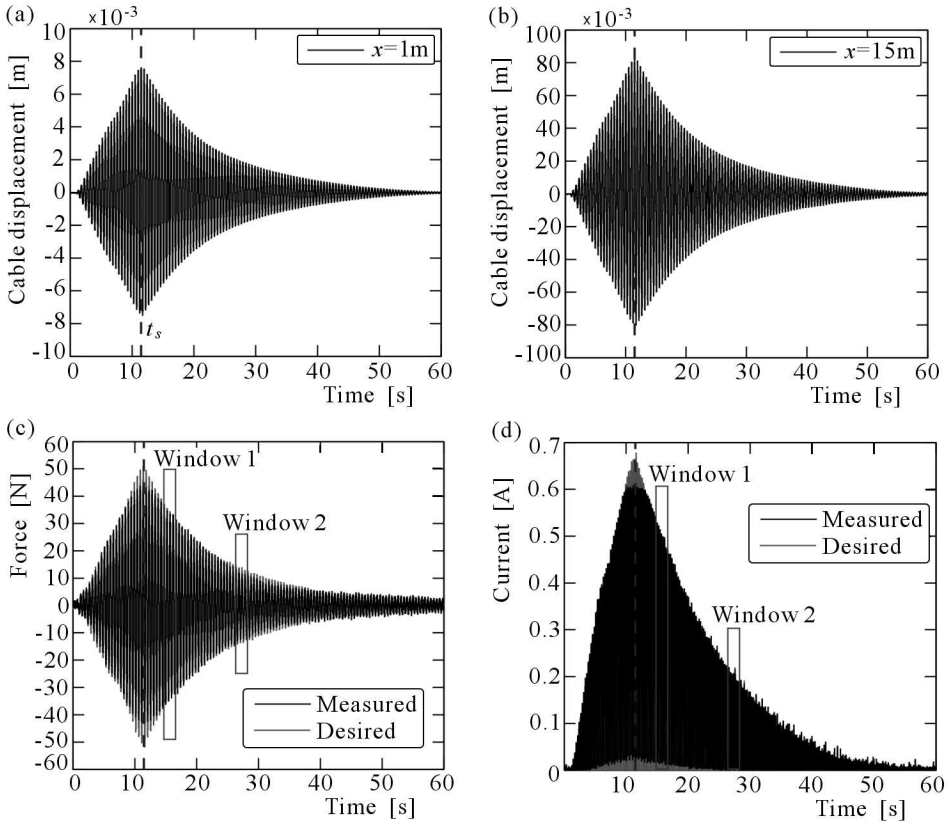 (a)
×10⁻³
x=1m
10
8
6
4
2
0
-2
-4
-6
-8
-10
Cable displacement [m]
t_s
0 10 20 30 40 50 60
Time [s]
(b)
×10⁻³
x=15m
100
80
60
40
20
0
-20
-40
-60
-80
-100
Cable displacement [m]
0 10 20 30 40 50 60
Time [s]
(c)
60
50
40
30
20
10
0
-10
-20
-30
-40
-50
-60
Force [N]
Window 1
Window 2
Measured
Desired
0 10 20 30 40 50 60
Time [s]
(d)
0.7
0.6
0.5
0.4
0.3
0.2
0.1
0
Current [A]
Window 1
Measured
Desired
Window 2
0 10 20 30 40 50 60
Time [s]